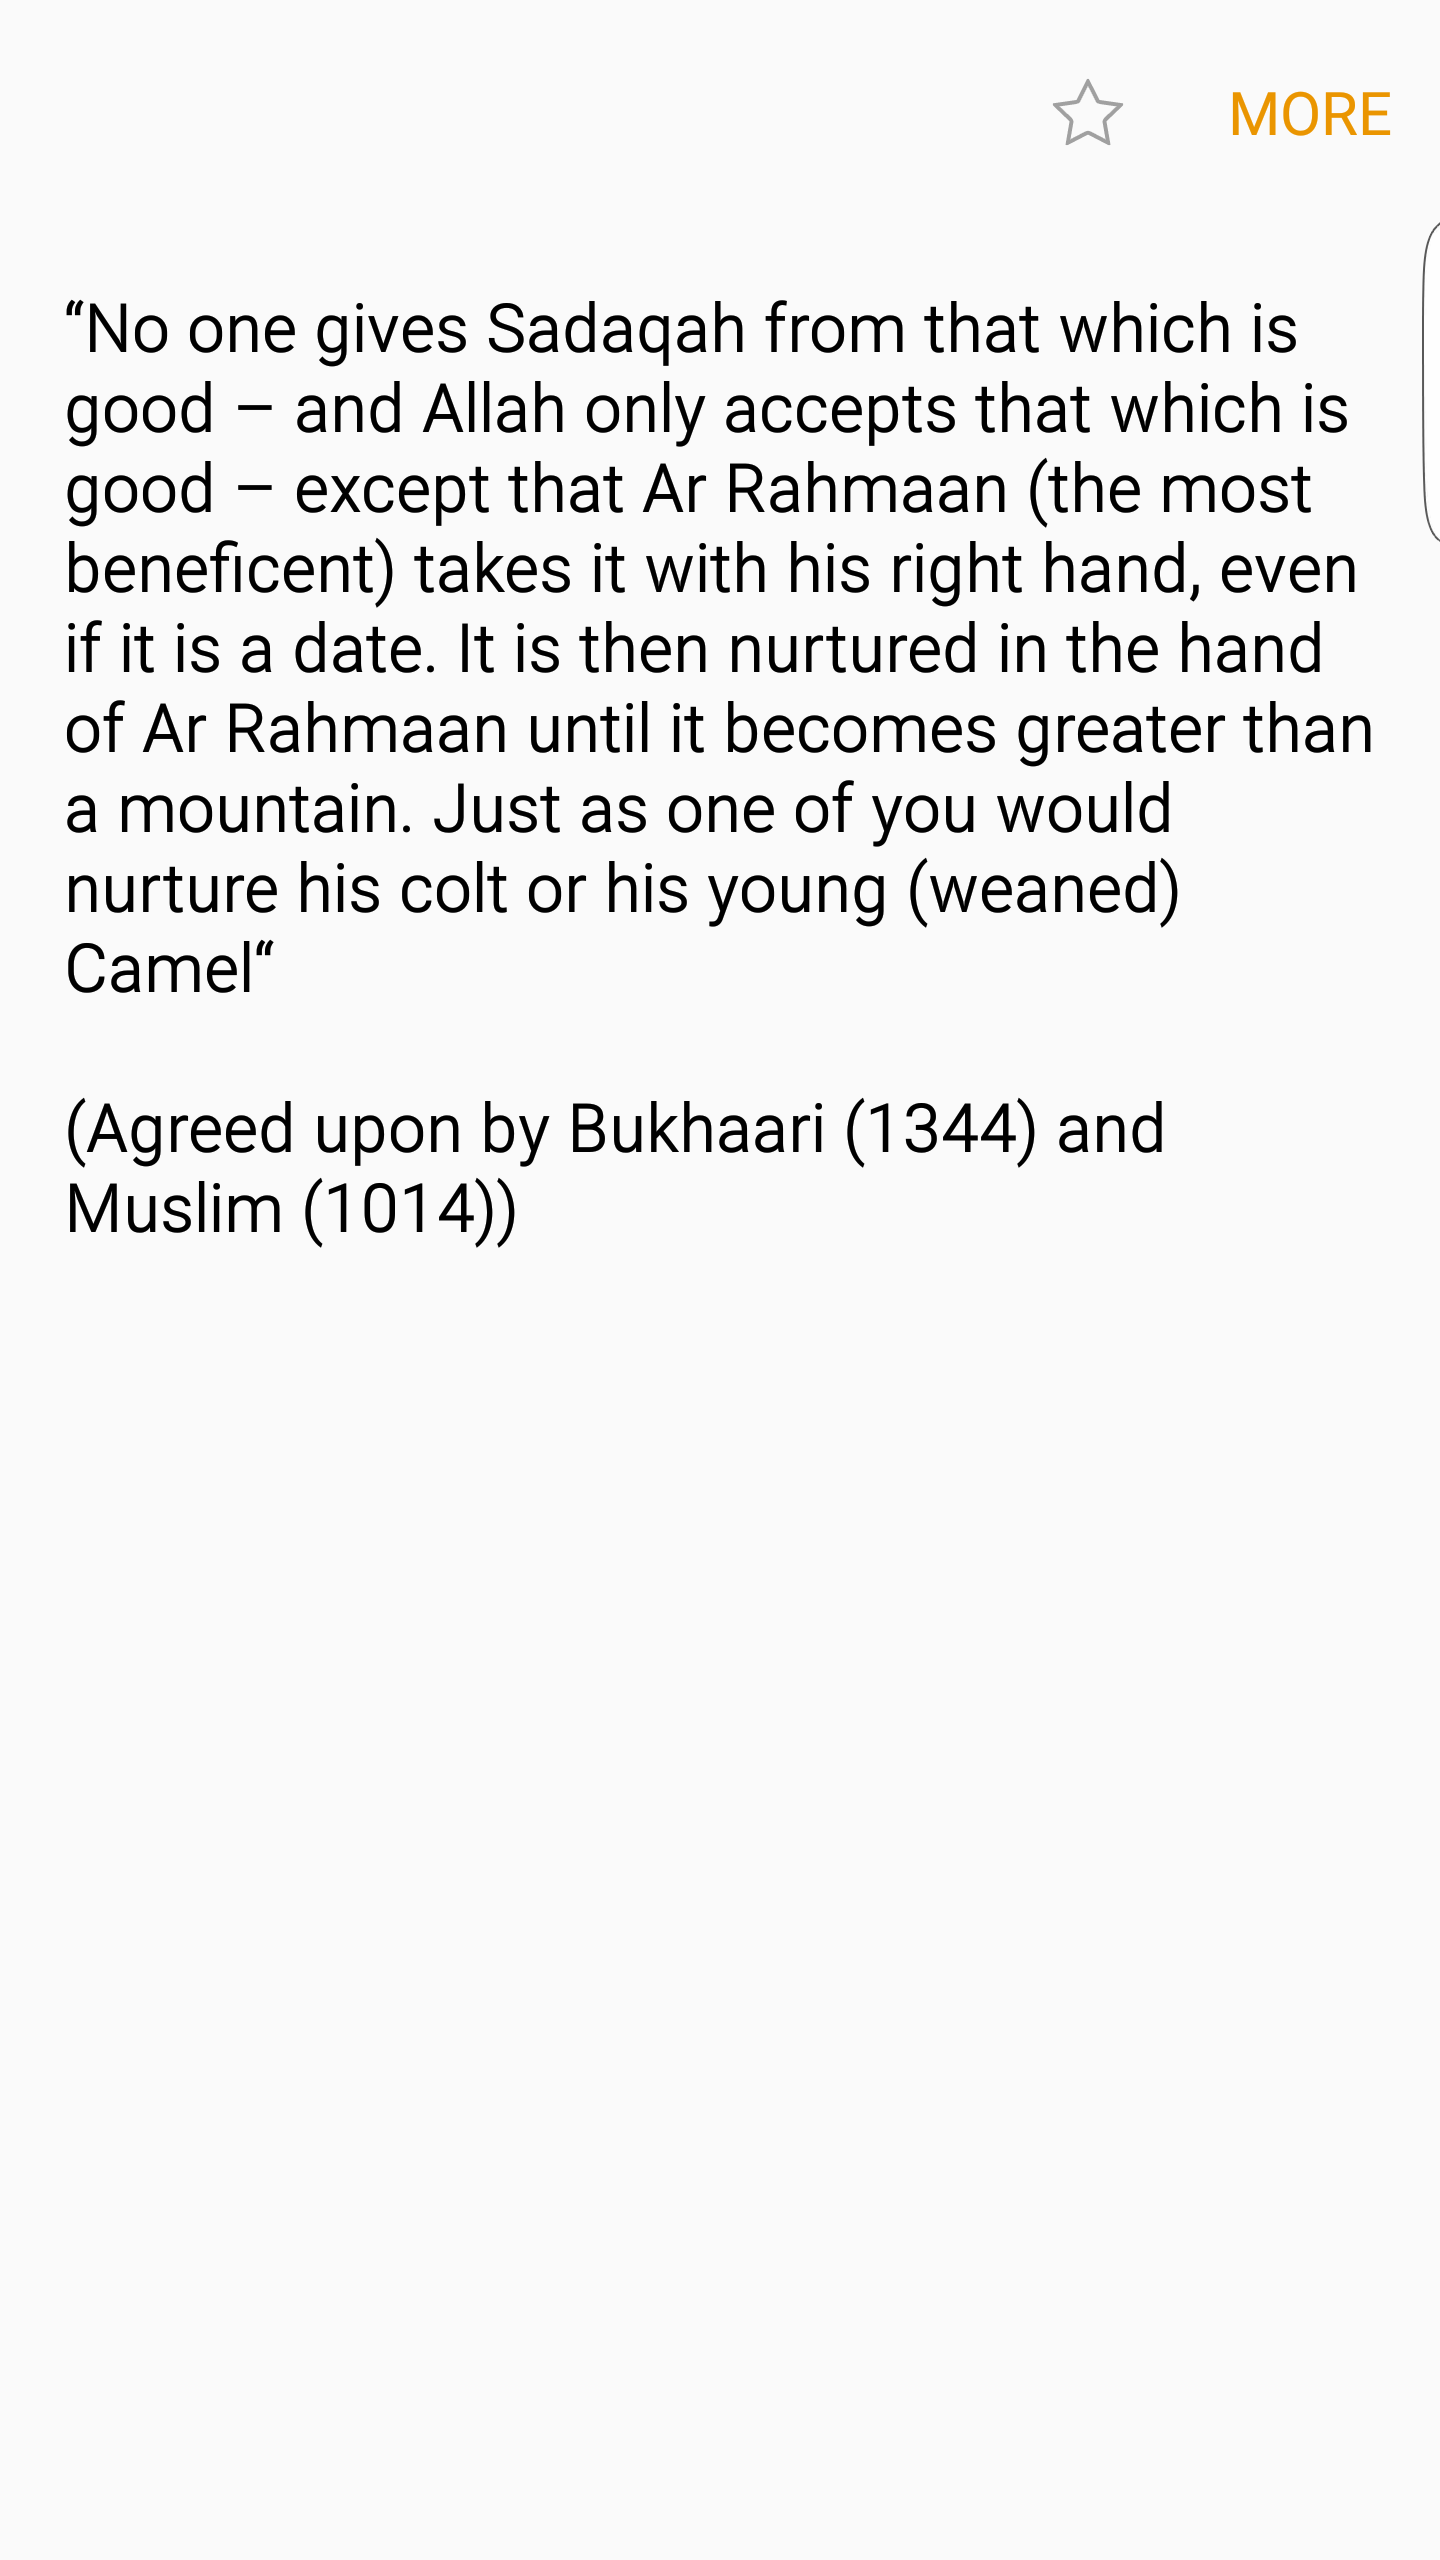 MORE
“No one gives Sadaqah from that which is
good – and Allah only accepts that which is
good – except that Ar Rahmaan (the most
beneficent) takes it with his right hand, even
if it is a date. It is then nurtured in the hand
of Ar Rahmaan until it becomes greater than
a mountain. Just as one of you would
nurture his colt or his young (weaned)
Camel“
(Agreed upon by Bukhaari (1344) and
Muslim (1014))